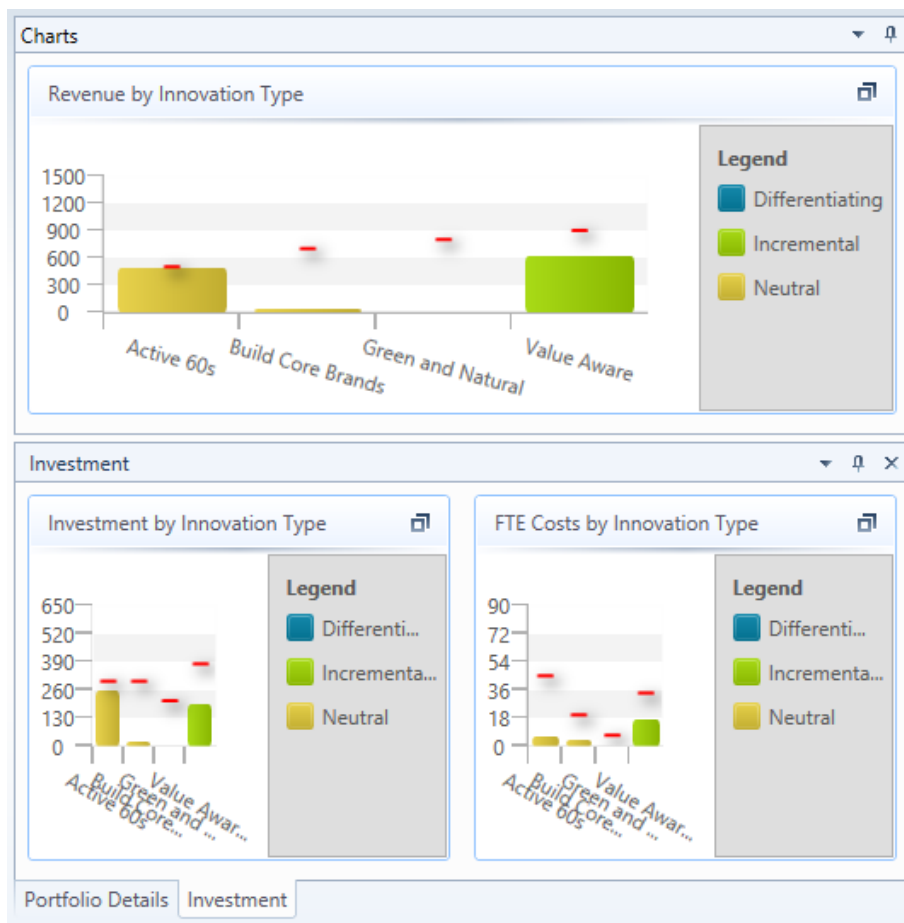 Charts
Revenue by Innovation Type
1500
1200
900
600
300
0
Active 60s
Build Core Brands
Green and Natural
Value Aware
Legend
Differentiating
Incremental
Neutral
Investment
Investment by Innovation Type
650
520
390
260
130
0
Active 60s
Build Core...
Green and ...
Value Awar...
Legend
Differenti...
Incrementa...
Neutral
FTE Costs by Innovation Type
90
72
54
36
18
0
Active 60s
Build Core...
Green and ...
Value Awar...
Legend
Differenti...
Incrementa...
Neutral
Portfolio Details
Investment